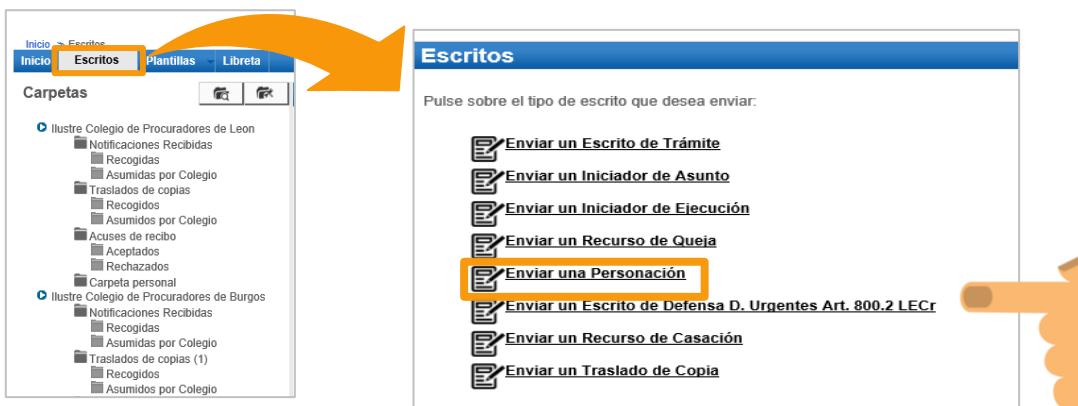 Inicio > Escritos
Inicio Escritos Plantillas Libreta
Carpetas
Ilustre Colegio de Procuradores de Leon
Notificaciones Recibidas
Recogidas
Asumidas por Colegio
Traslados de copias
Recogidos
Asumidos por Colegio
Acuses de recibo
Aceptados
Rechazados
Carpeta personal
Ilustre Colegio de Procuradores de Burgos
Notificaciones Recibidas
Recogidas
Asumidas por Colegio
Traslados de copias (1)
Recogidos
Asumidos por Colegio
Escritos
Pulse sobre el tipo de escrito que desea enviar:
Enviar un Escrito de Trámite
Enviar un Iniciador de Asunto
Enviar un Iniciador de Ejecución
Enviar un Recurso de Queja
Enviar una Personación
Enviar un Escrito de Defensa D. Urgentes Art. 800.2 LECr
Enviar un Recurso de Casación
Enviar un Traslado de Copia